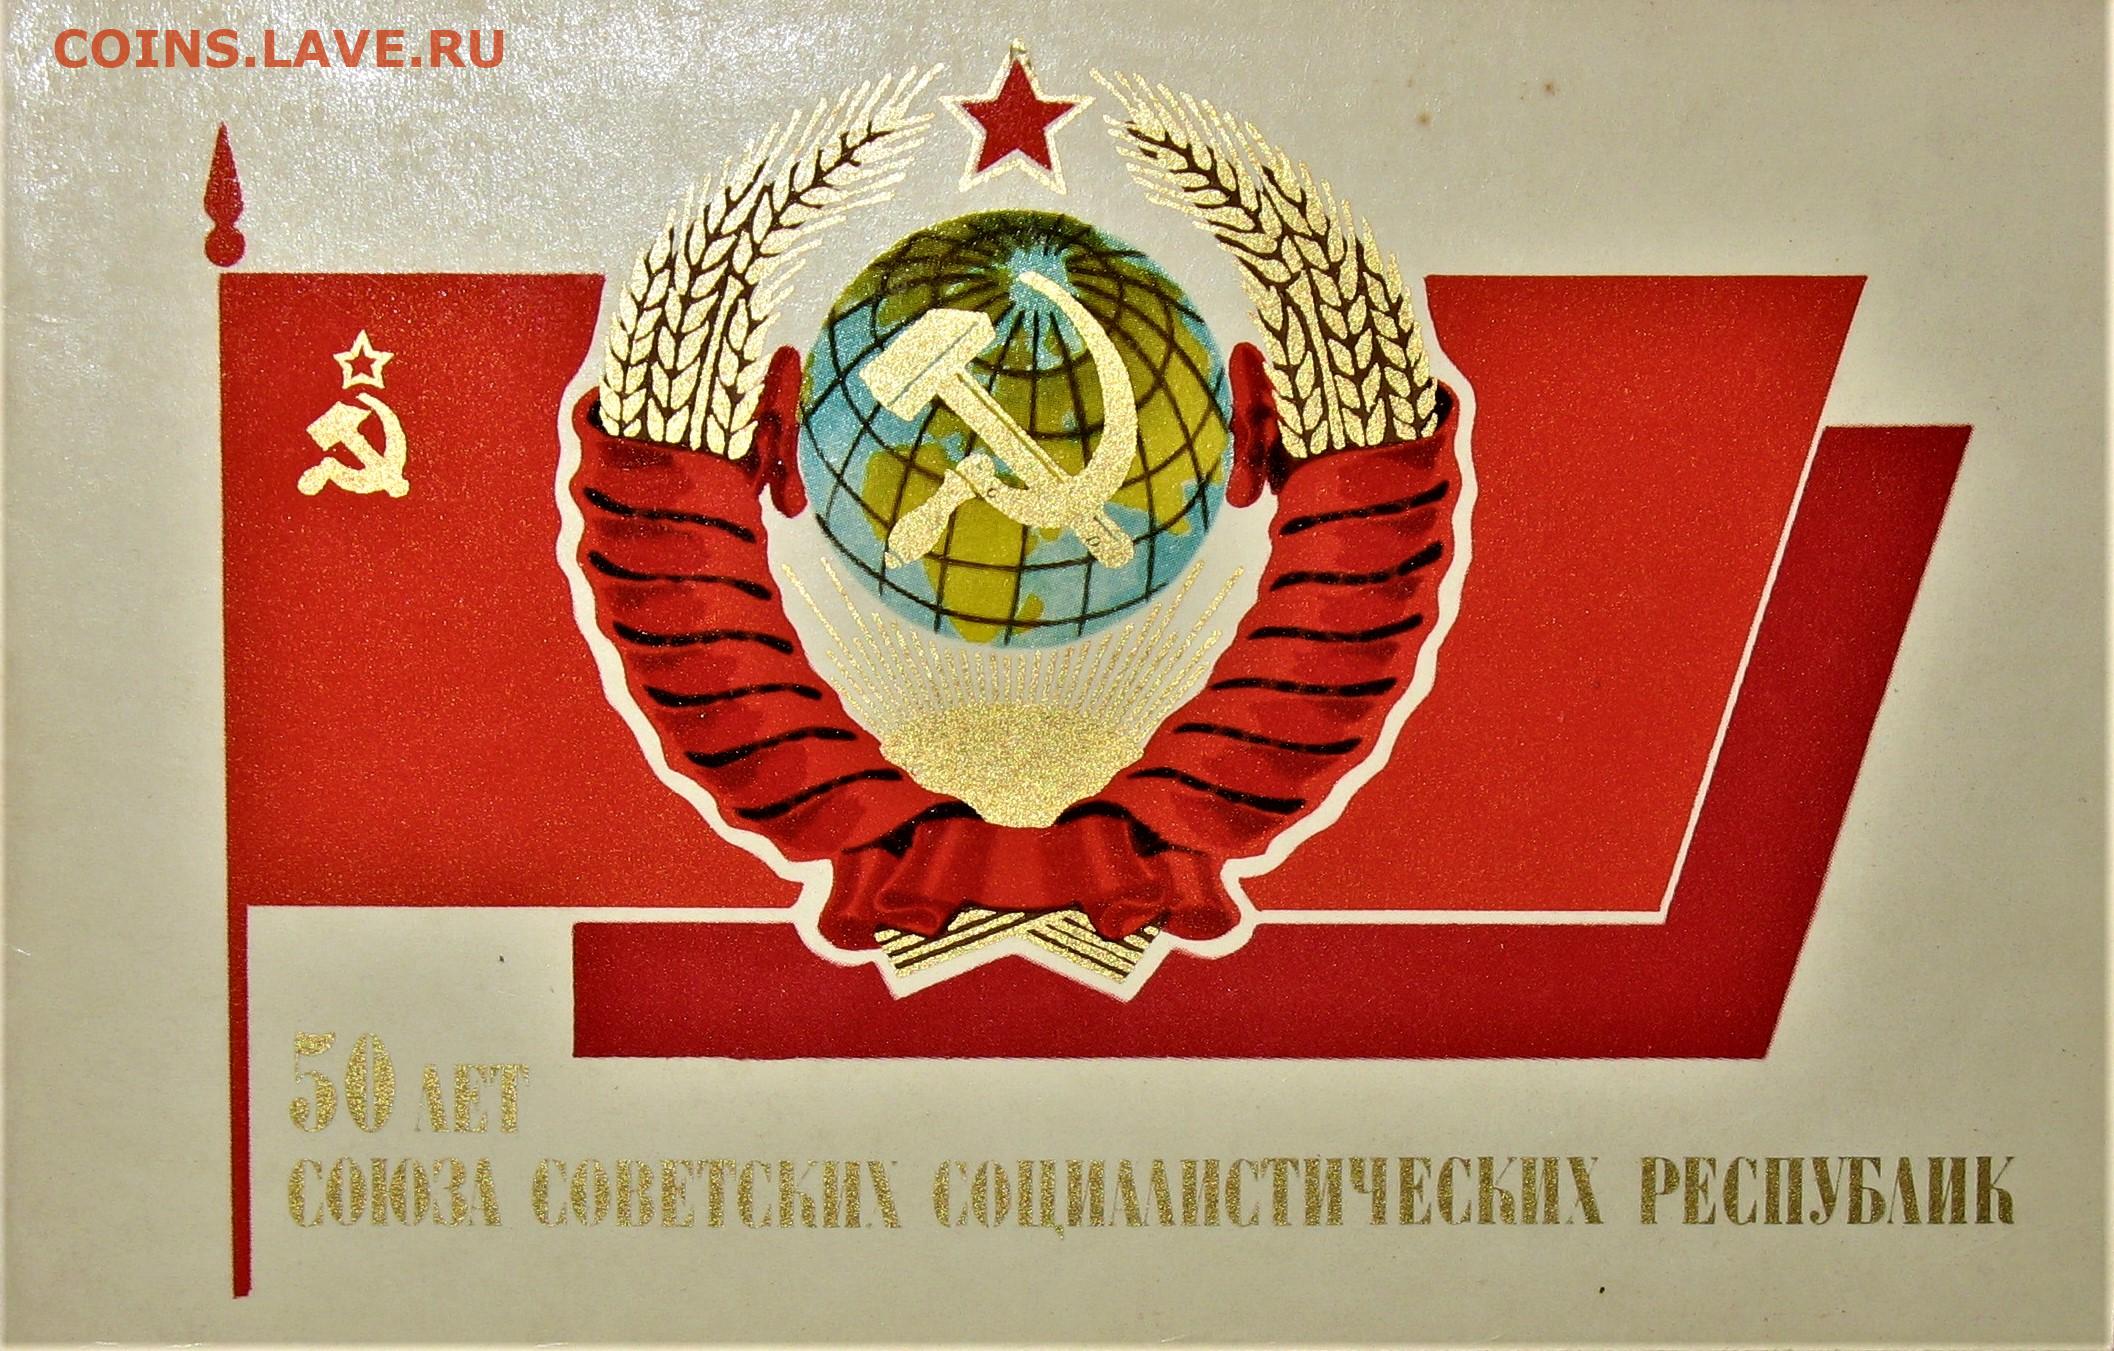 COINS.LAVE.RU
50 ЛЕТ
СОЮЗА СОВЕТСКИХ СОЦИАЛИСТИЧЕСКИХ РЕСПУБЛИК